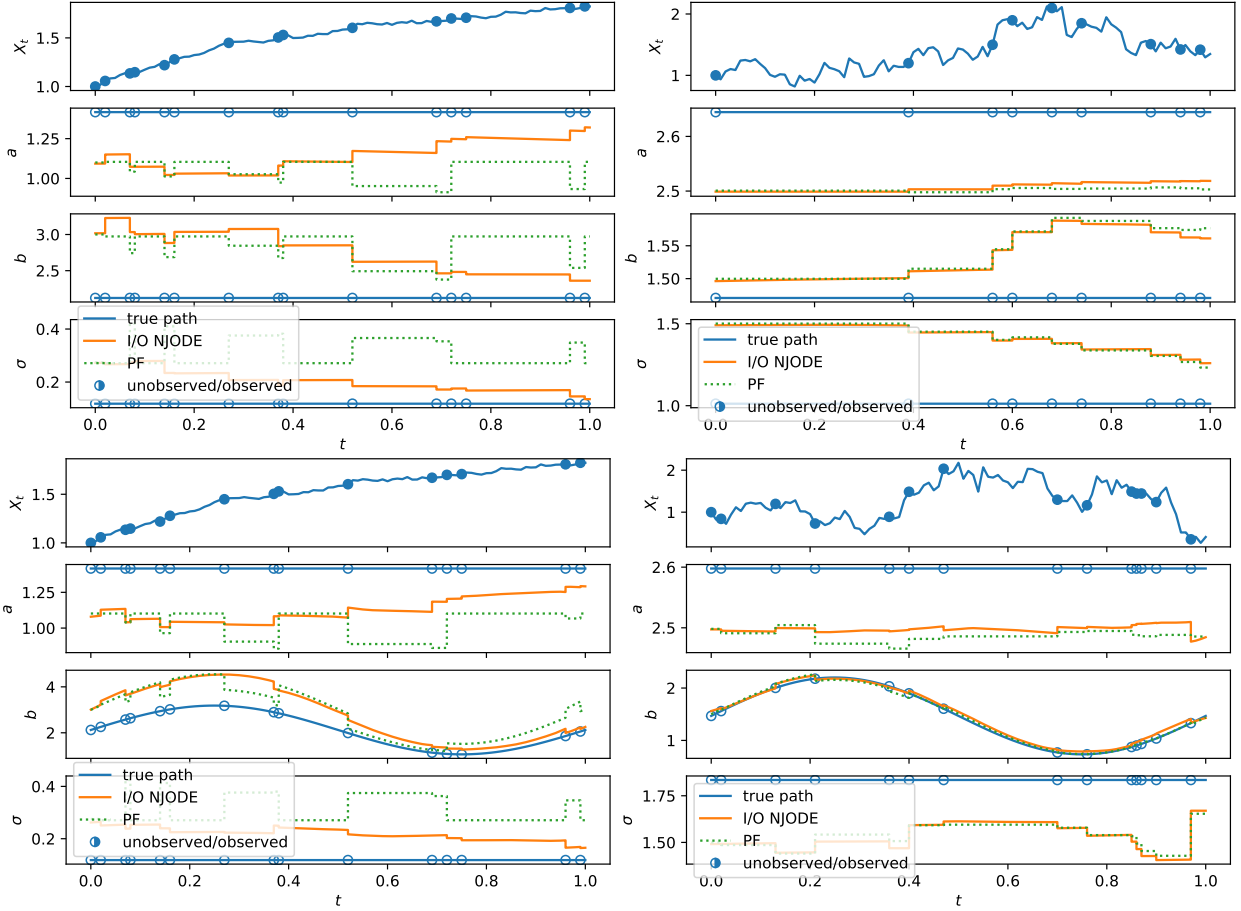 X_t
1.5
1.0
a
1.25
1.00
b
3.0
2.5
σ
0.4
0.2
true path
I/O NJODE
PF
unobserved/observed
0.0 0.2 0.4 0.6 0.8 1.0
t
X_t
2
1
a
2.6
2.5
b
1.55
1.50
σ
1.5
1.0
true path
I/O NJODE
PF
unobserved/observed
0.0 0.2 0.4 0.6 0.8 1.0
t
X_t
1.5
1.0
a
1.25
1.00
b
4
2
σ
0.4
0.2
true path
I/O NJODE
PF
unobserved/observed
0.0 0.2 0.4 0.6 0.8 1.0
t
X_t
2
1
a
2.6
2.5
b
2
1
σ
1.75
1.50
true path
I/O NJODE
PF
unobserved/observed
0.0 0.2 0.4 0.6 0.8 1.0
t